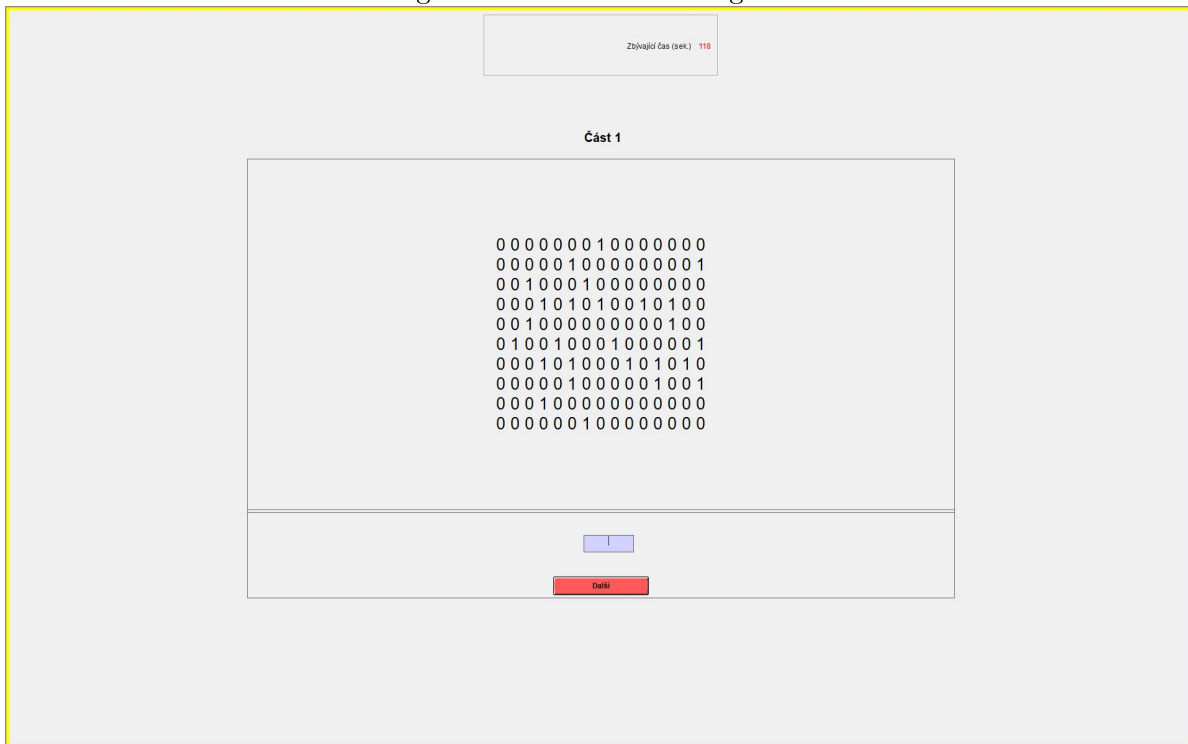 Zbývající čas (sek.) 118
Část 1
0 0 0 0 0 0 0 1 0 0 0 0 0 0 0
0 0 0 0 0 1 0 0 0 0 0 0 0 0 1
0 0 1 0 0 0 1 0 0 0 0 0 0 0 0
0 0 0 1 0 1 0 1 0 0 1 0 1 0 0
0 0 1 0 0 0 0 0 0 0 0 0 1 0 0
0 1 0 0 1 0 0 0 1 0 0 0 0 0 1
0 0 0 1 0 1 0 0 0 1 0 1 0 1 0
0 0 0 0 0 1 0 0 0 0 0 1 0 0 1
0 0 0 1 0 0 0 0 0 0 0 0 0 0 0
0 0 0 0 0 0 1 0 0 0 0 0 0 0 0
Další